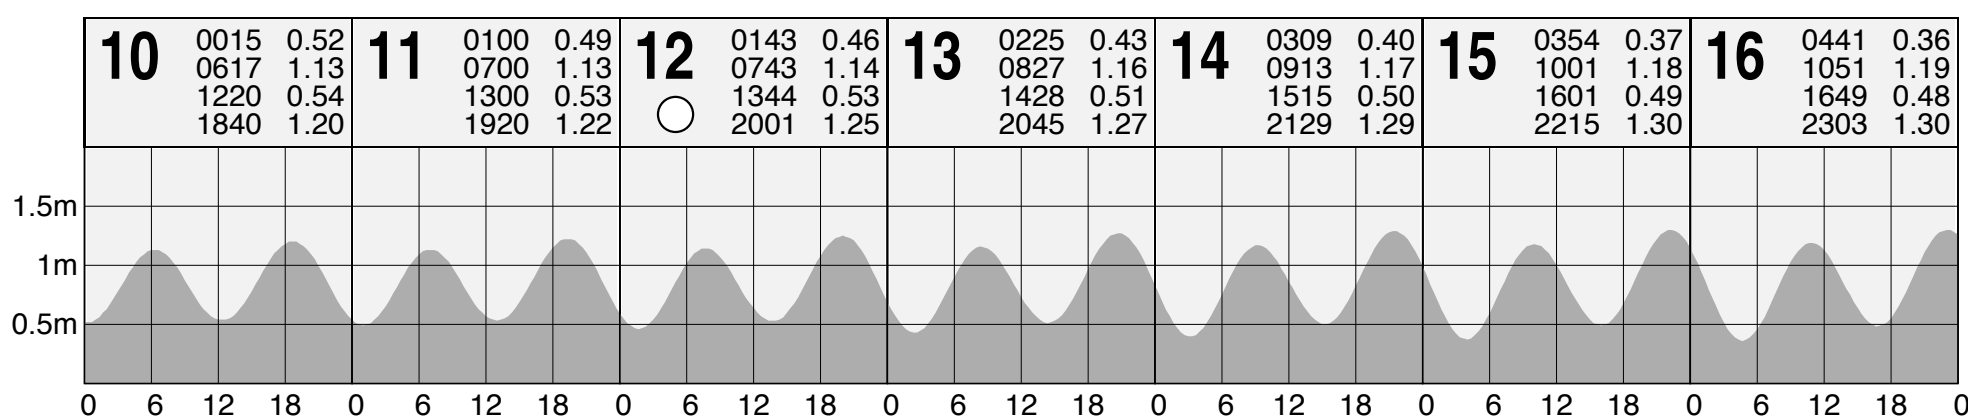 10 0015 0.52 11 0100 0.49 12 0143 0.46 13 0225 0.43 14 0309 0.40 15 0354 0.37 16 0441 0.36
0617 1.13 0700 1.13 0743 1.14 0827 1.16 0913 1.17 1001 1.18 1051 1.19
1220 0.54 1300 0.53 1344 0.53 1428 0.51 1515 0.50 1601 0.49 1649 0.48
1840 1.20 1920 1.22 2001 1.25 2045 1.27 2129 1.29 2215 1.30 2303 1.30
1.5m
1m
0.5m
0 6 12 18 0 6 12 18 0 6 12 18 0 6 12 18 0 6 12 18 0 6 12 18 0 6 12 18 0